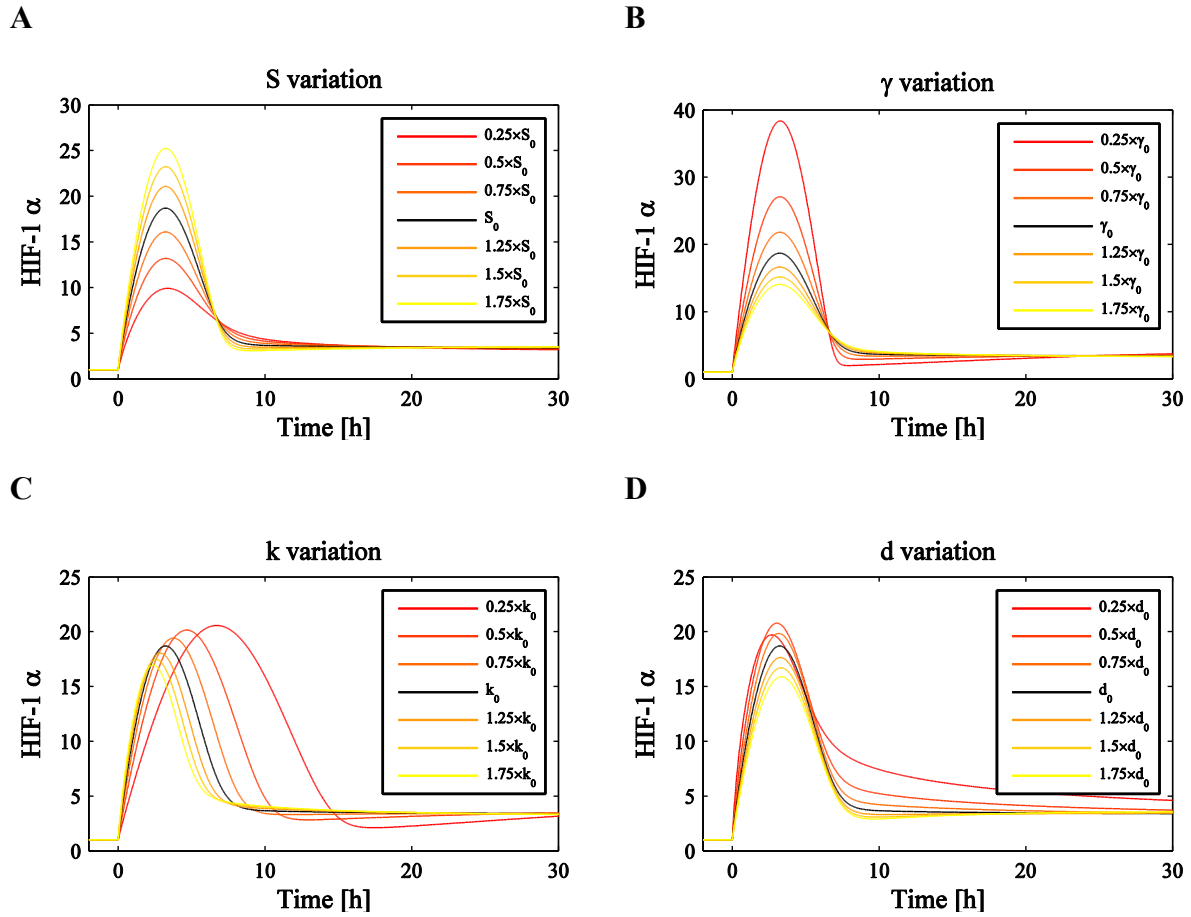 A
S variation
HIF-1 α
30
25
20
15
10
5
0
0.25×S₀
0.5×S₀
0.75×S₀
S₀
1.25×S₀
1.5×S₀
1.75×S₀
0 10 20 30
Time [h]
B
γ variation
HIF-1 α
40
30
20
10
0
0.25×γ₀
0.5×γ₀
0.75×γ₀
γ₀
1.25×γ₀
1.5×γ₀
1.75×γ₀
0 10 20 30
Time [h]
C
k variation
HIF-1 α
25
20
15
10
5
0
0.25×k₀
0.5×k₀
0.75×k₀
k₀
1.25×k₀
1.5×k₀
1.75×k₀
0 10 20 30
Time [h]
D
d variation
HIF-1 α
25
20
15
10
5
0
0.25×d₀
0.5×d₀
0.75×d₀
d₀
1.25×d₀
1.5×d₀
1.75×d₀
0 10 20 30
Time [h]